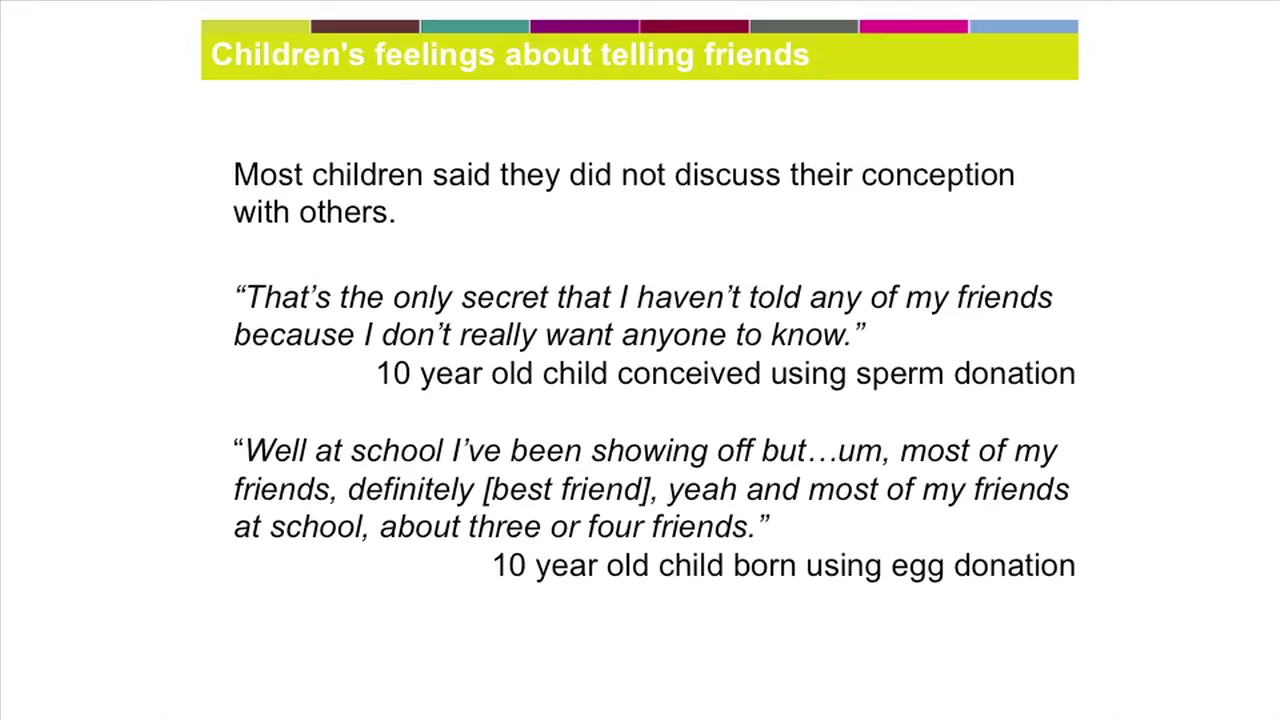 Children's feelings about telling friends
Most children said they did not discuss their conception
with others.
“That’s the only secret that I haven’t told any of my friends
because I don’t really want anyone to know.”
10 year old child conceived using sperm donation
“Well at school I’ve been showing off but…um, most of my
friends, definitely [best friend], yeah and most of my friends
at school, about three or four friends.”
10 year old child born using egg donation